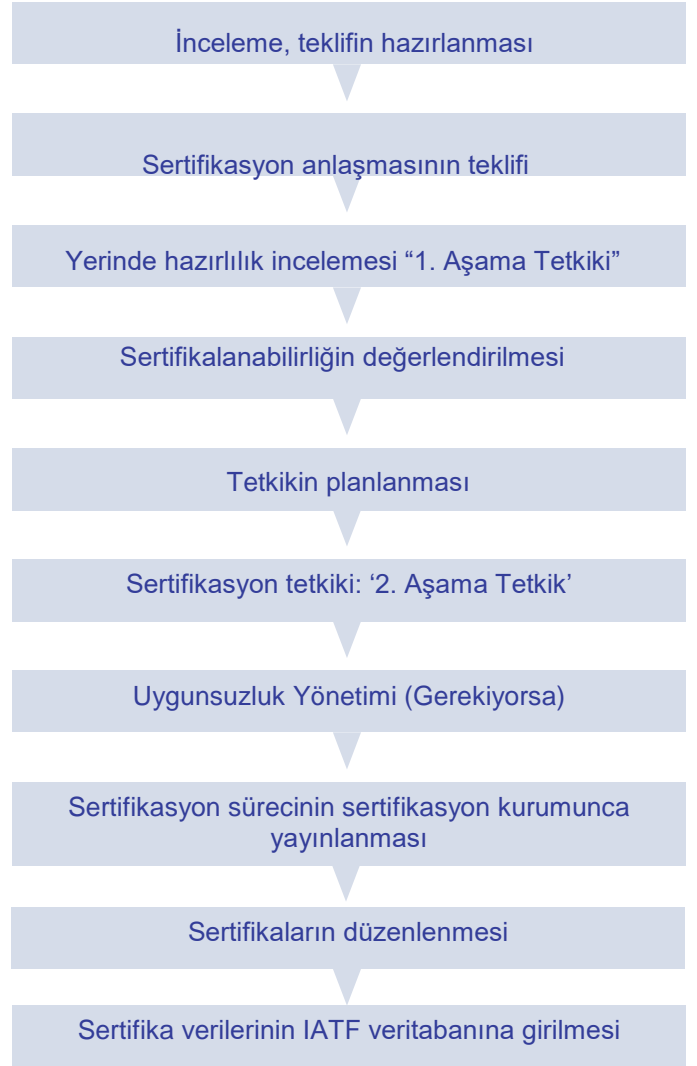 İnceleme, teklifin hazırlanması
Sertifikasyon anlaşmasının teklifi
Yerinde hazırlılık incelemesi “1. Aşama Tetkiki”
Sertifikalanabilirliğin değerlendirilmesi
Tetkikin planlanması
Sertifikasyon tetkiki: ‘2. Aşama Tetkik’
Uygunsuzluk Yönetimi (Gerekiyorsa)
Sertifikasyon sürecinin sertifikasyon kurumunca
yayınlanması
Sertifikaların düzenlenmesi
Sertifika verilerinin IATF veritabanına girilmesi